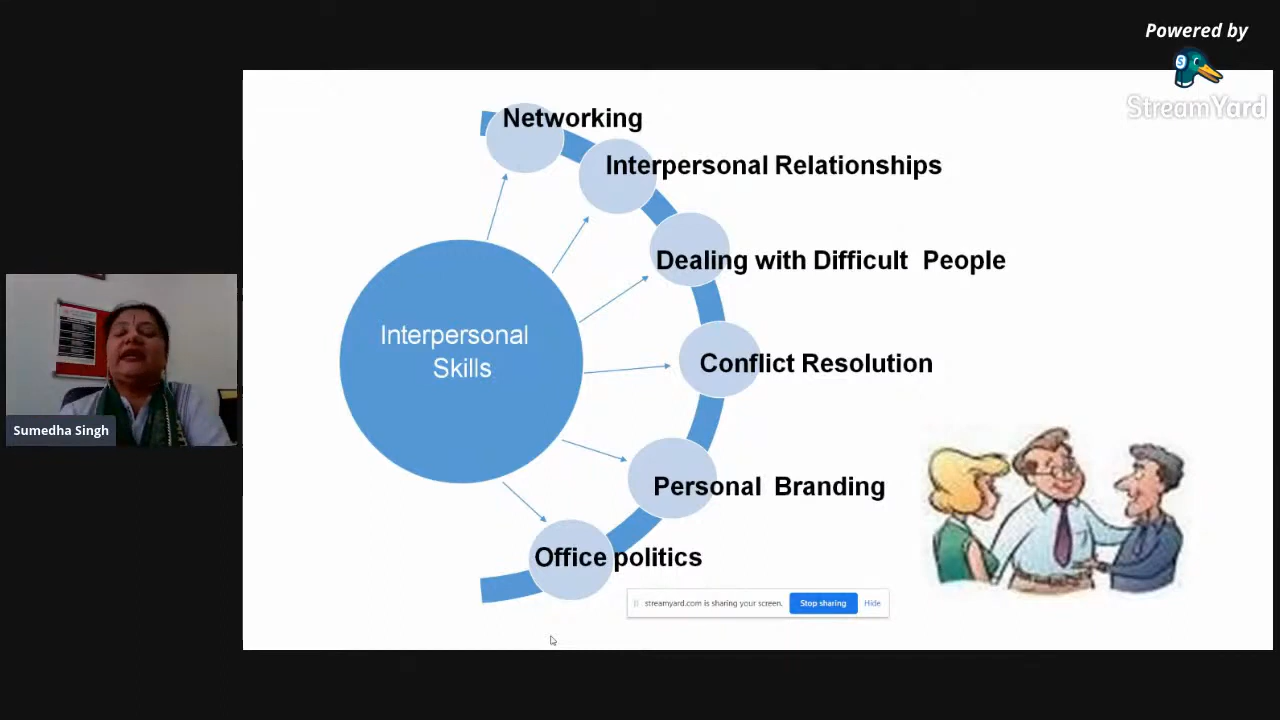 Powered by
StreamYard
Networking
Interpersonal Relationships
Dealing with Difficult People
Interpersonal
Skills
Conflict Resolution
Sumedha Singh
Personal Branding
Office politics
streamyard.com is sharing your screen.
Stop sharing
Hide